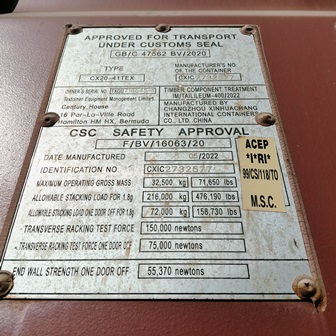 APPROVED FOR TRANSPORT
UNDER CUSTOMS SEAL
GB/C 47562 BV/2020
TYPE
CX20-41TEX
MANUFACTURER'S NO. OF THE CONTAINER
CXIC
OWNER'S SERIAL NO
Textainer Equipment Management Limited
Century House
16 Par-La-Ville Road
Hamilton HM HX, Bermuda
TIMBER COMPONENT TREATMENT
IM/TAILEUM-400/2022
MANUFACTURED BY
CHANGZHOU XINHUACHANG
INTERNATIONAL CONTAINERS
CO., LTD. CHINA
CSC SAFETY APPROVAL
F/BV/16063/20
DATE MANUFACTURED 05/2022
IDENTIFICATION NO. CXIC
MAXIMUM OPERATING GROSS MASS 32,500 kg 71,650 lbs
ALLOWABLE STACKING LOAD FOR 1.8g 216,000 kg 476,190 lbs
ALLOWABLE STACKING LOAD ONE DOOR OFF FOR 1.8g 72,000 kg 158,730 lbs
TRANSVERSE RACKING TEST FORCE 150,000 newtons
TRANSVERSE RACKING TEST FORCE ONE DOOR OFF 75,000 newtons
END WALL STRENGTH ONE DOOR OFF 55,370 newtons
ACEP
*I*RI*
99/CS/118/TO
M.S.C.